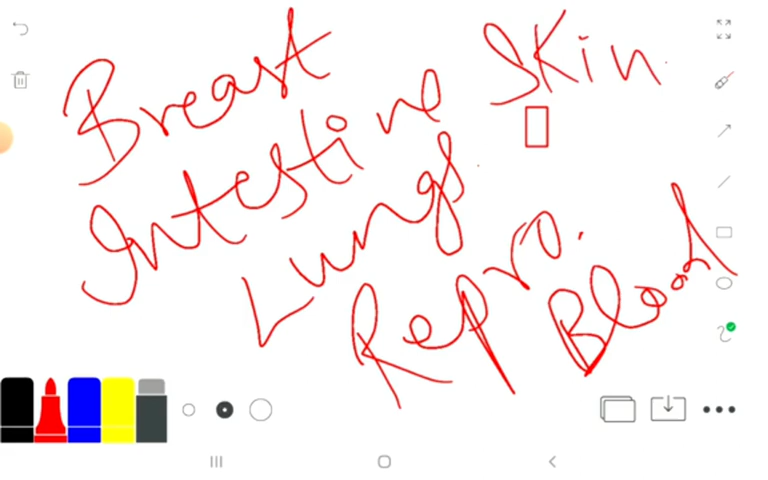 Breast
Skin
Intestine
Lungs
Repro.
Blood